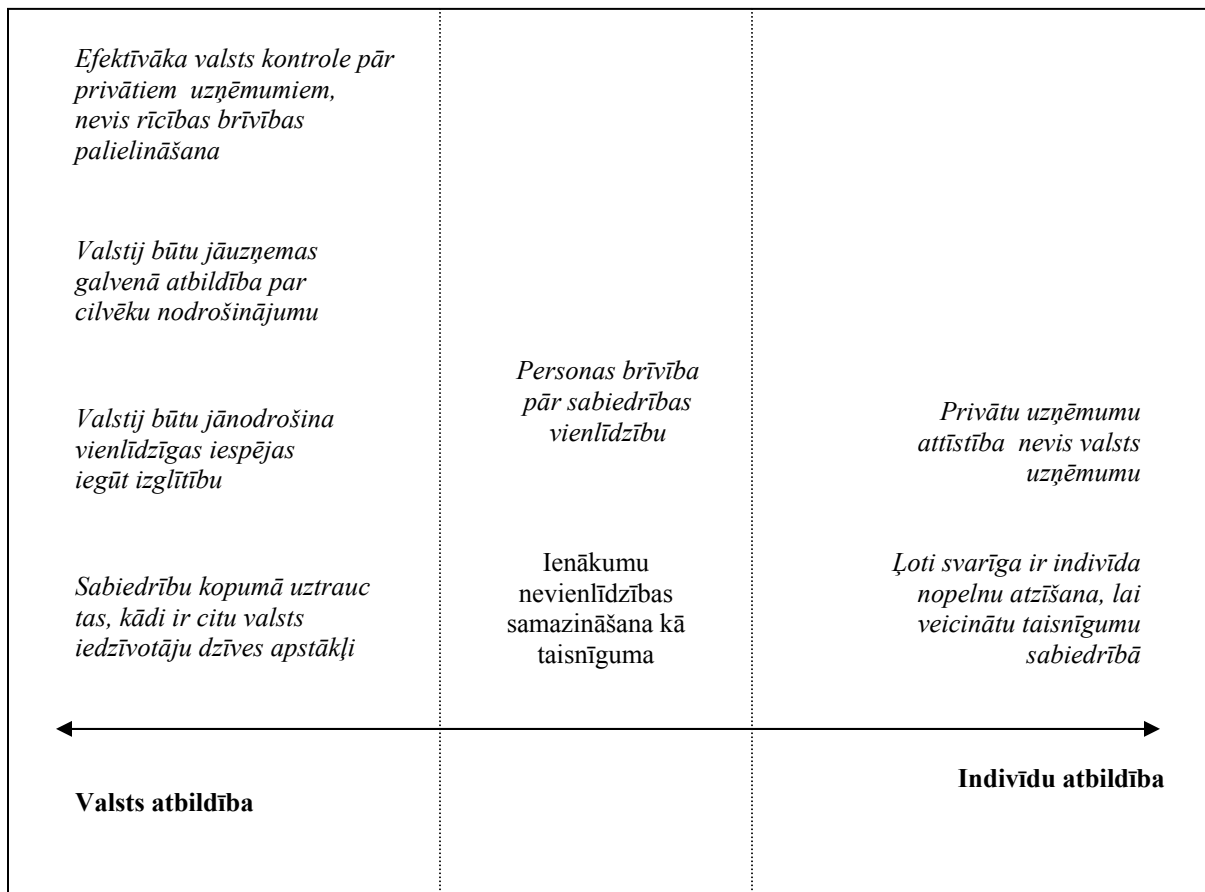 Efektīvāka valsts kontrole pār
privātiem uzņēmumiem,
nevis rīcības brīvības
palielināšana
Valstij būtu jāuzņemas
galvenā atbildība par
cilvēku nodrošinājumu
Valstij būtu jānodrošina
vienlīdzīgas iespējas
iegūt izglītību
Sabiedrību kopumā uztrauc
tas, kādi ir citu valsts
iedzīvotāju dzīves apstākļi
Personas brīvība
pār sabiedrības
vienlīdzību
Ienākumu
nevienlīdzības
samazināšana kā
taisnīguma
Privātu uzņēmumu
attīstība nevis valsts
uzņēmumu
Ļoti svarīga ir indivīda
nopelnu atzīšana, lai
veicinātu taisnīgumu
sabiedrībā
Valsts atbildība
Indivīdu atbildība